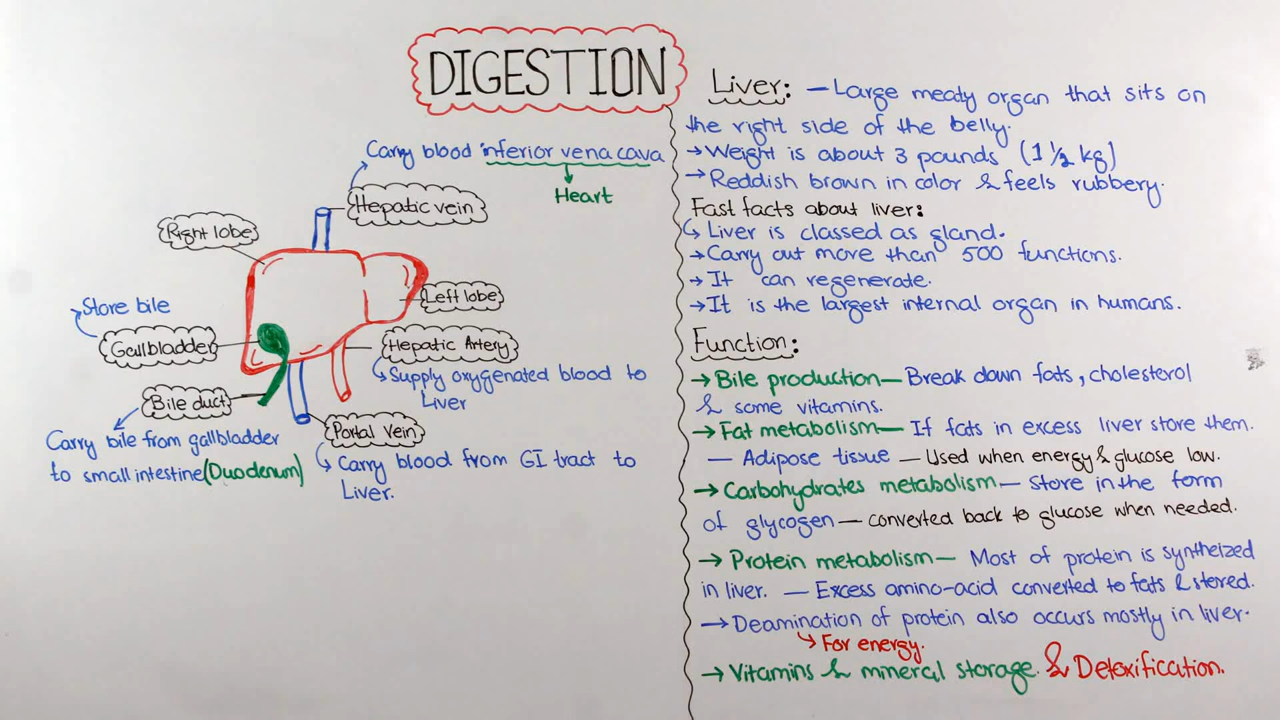 DIGESTION
Carry blood inferior vena cava
Heart
Hepatic vein
Right lobe
Left lobe
Store bile
Gallbladder
Hepatic Artery
Supply oxygenated blood to
Liver
Bile duct
Carry bile from gallbladder
to small intestine (Duodenum)
Portal vein
Carry blood from GI tract to
Liver.
Liver: — Large meaty organ that sits on
the right side of the belly.
→ Weight is about 3 pounds (1 1/2 kg)
→ Reddish brown in color & feels rubbery.
Fast facts about liver:
↳ Liver is classed as gland.
→ Carry out more than 500 functions.
→ It can regenerate.
→ It is the largest internal organ in humans.
Function:
→ Bile production — Break down fats, cholesterol
& some vitamins.
→ Fat metabolism — If fats in excess liver store them.
— Adipose tissue — Used when energy & glucose low.
→ Carbohydrates metabolism — Store in the form
of glycogen — converted back to glucose when needed.
→ Protein metabolism — Most of protein is syntheized
in liver. — Excess amino-acid converted to fats & stered.
→ Deamination of protein also occurs mostly in liver.
↳ For energy.
→ Vitamins & mineral storage. & Detoxification.